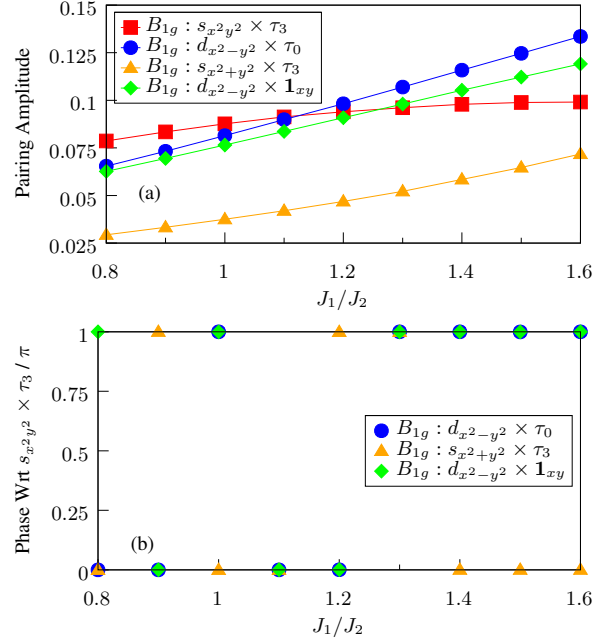 0.15
0.125
0.1
0.075
0.05
0.025
Pairing Amplitude
B₁g : sₓ²y² × τ₃
B₁g : dₓ²₋y² × τ₀
B₁g : sₓ²₊y² × τ₃
B₁g : dₓ²₋y² × 𝟏ₓy
(a)
0.8 1 1.2 1.4 1.6
J₁/J₂
1
0.75
0.5
0.25
0
Phase Wrt sₓ²y² × τ₃ / π
B₁g : dₓ²₋y² × τ₀
B₁g : sₓ²₊y² × τ₃
B₁g : dₓ²₋y² × 𝟏ₓy
(b)
0.8 1 1.2 1.4 1.6
J₁/J₂